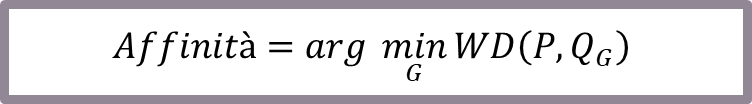 Affinità = arg min WD(P, Q_G)
G